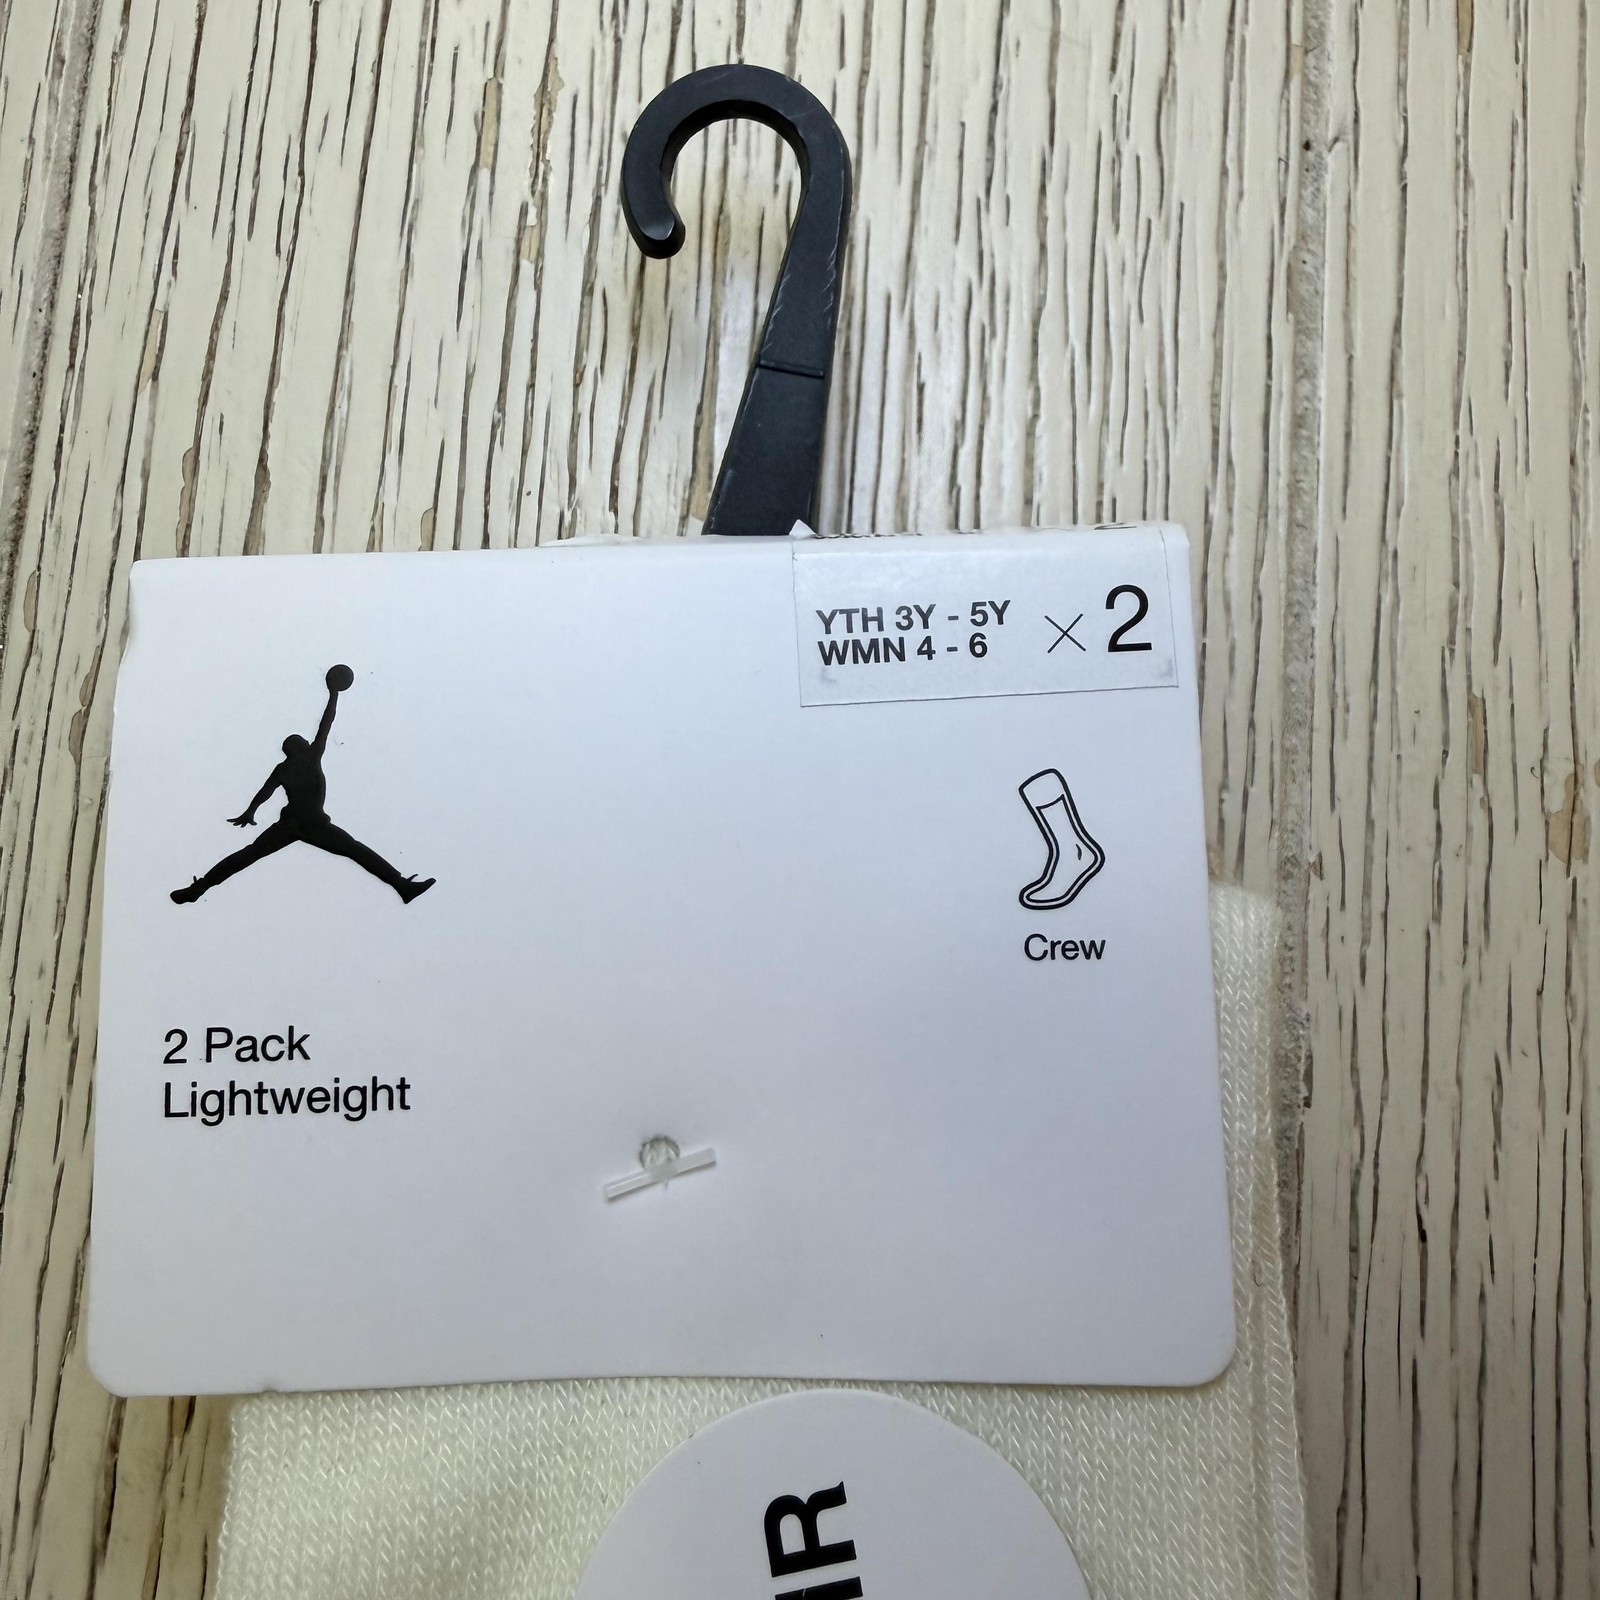 YTH 3Y - 5Y
WMN 4 - 6
× 2
Crew
2 Pack
Lightweight